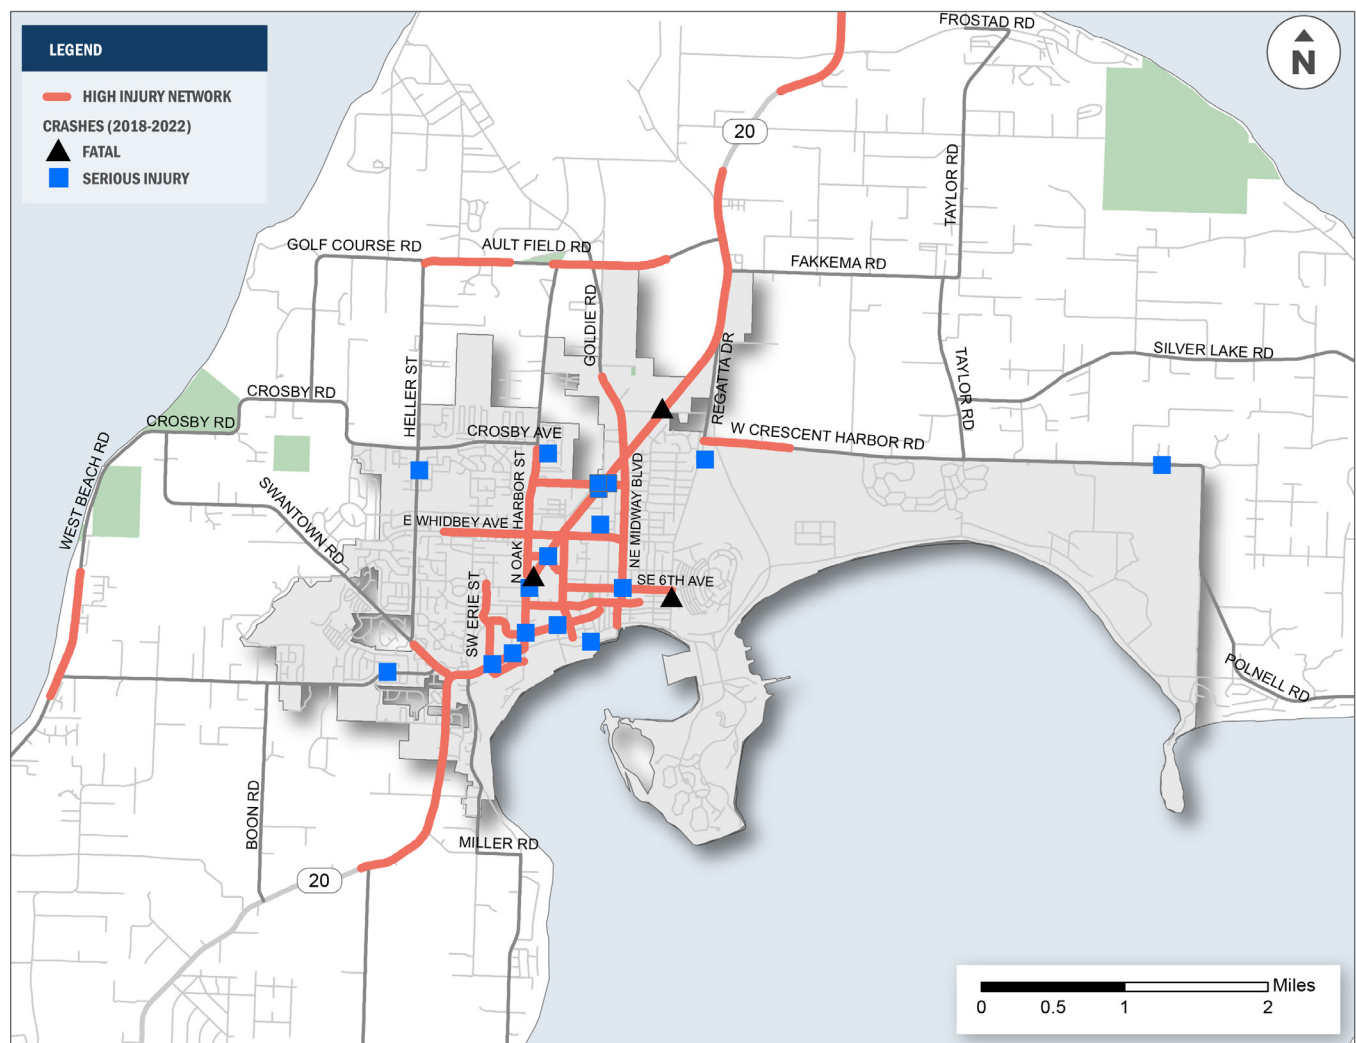 LEGEND
HIGH INJURY NETWORK
CRASHES (2018-2022)
FATAL
SERIOUS INJURY
N
FROSTAD RD
20
TAYLOR RD
GOLF COURSE RD
AULT FIELD RD
FAKKEMA RD
GOLDIE RD
REGATTA DR
SILVER LAKE RD
TAYLOR RD
HELLER ST
CROSBY RD
CROSBY RD
CROSBY AVE
W CRESCENT HARBOR RD
WEST BEACH RD
SWANTOWN RD
N OAK HARBOR ST
NE MIDWAY BLVD
E WHIDBEY AVE
SW ERIE ST
SE 6TH AVE
POLNELL RD
BOON RD
MILLER RD
20
Miles
0 0.5 1 2